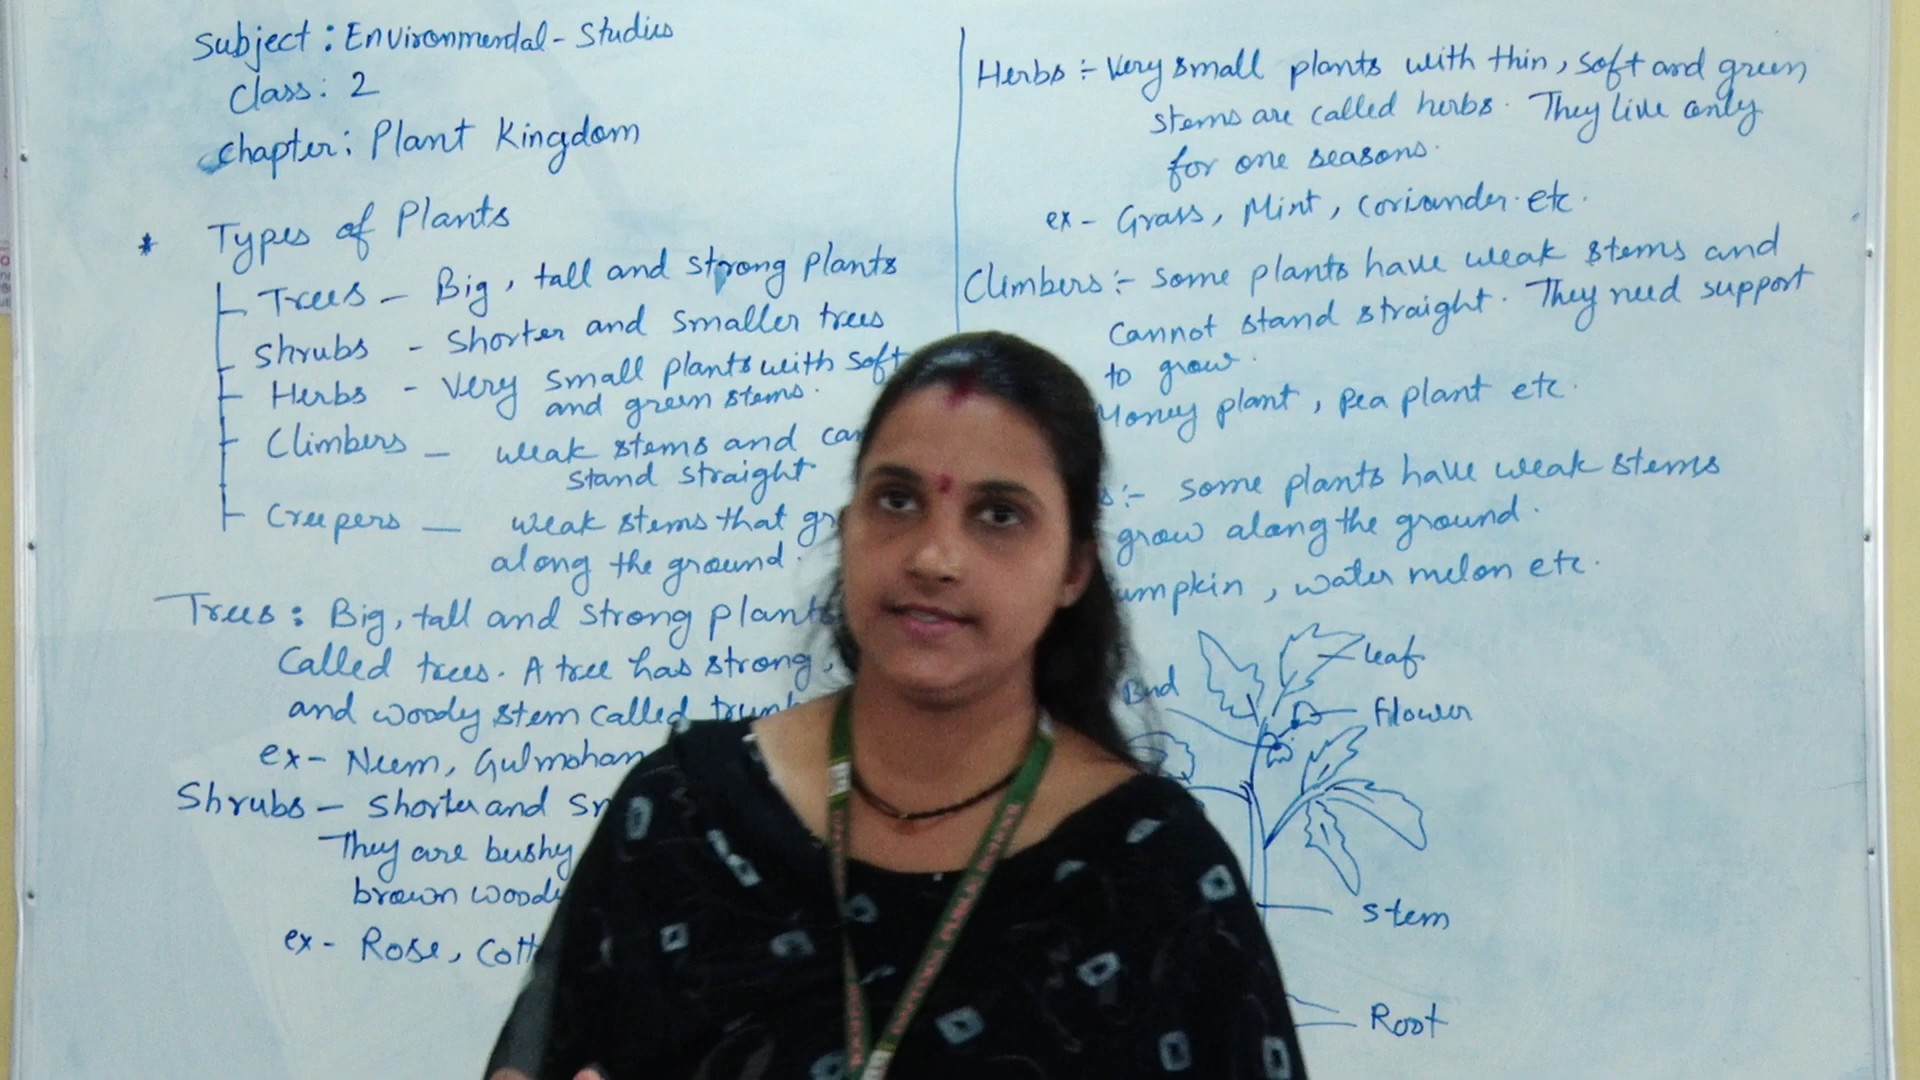 Subject : Environmental - Studies
Class : 2
Chapter : Plant Kingdom
* Types of Plants
Trees - Big, tall and strong plants
Shrubs - Shorter and smaller trees
Herbs - Very small plants with soft
and green stems.
Climbers - weak stems and
stand straight
Creepers - weak stems that
along the ground.
Trees : Big, tall and strong plants
Called trees. A tree has strong,
and woody stem called
ex- Neem,
Shrubs - Shorter and
They are bushy
brown
ex- Rose,
Herbs :- Very small plants with thin, soft and green
stems are called herbs. They live only
for one seasons.
ex- Grass, Mint, coriander. etc.
Climbers :- Some plants have weak stems and
Cannot stand straight. They need support
to grow.
Money plant, pea plant etc.
:- Some plants have weak stems
grow along the ground.
, water melon etc.
leaf
Bud
flower
stem
Root